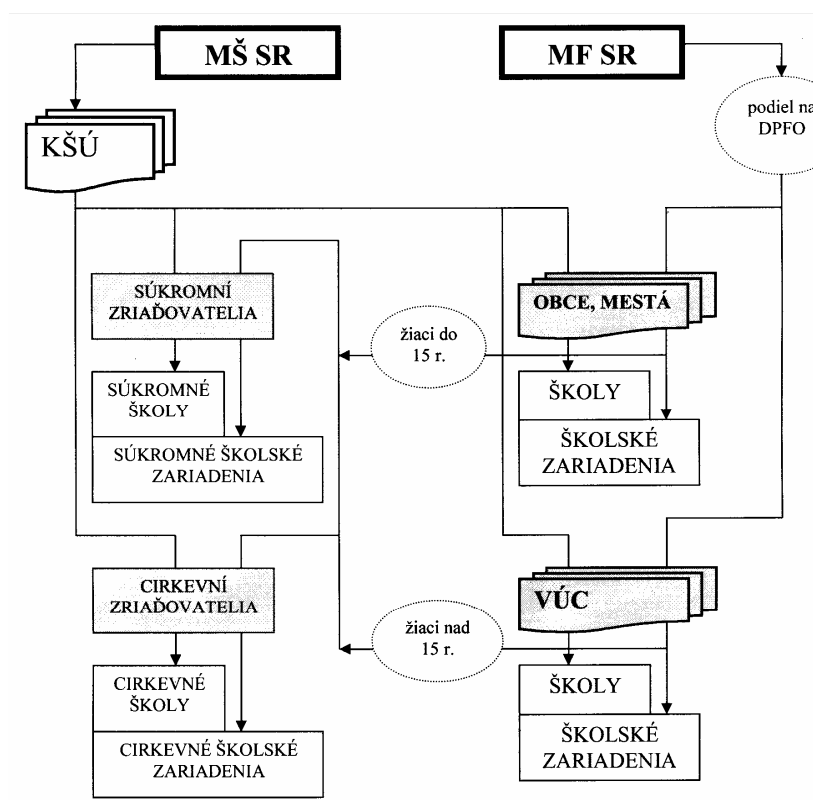 MŠ SR
MF SR
podiel na
DPFO
KŠÚ
SÚKROMNÍ
ZRIAĎOVATELIA
OBCE, MESTÁ
žiaci do
15 r.
SÚKROMNÉ
ŠKOLY
SÚKROMNÉ ŠKOLSKÉ
ZARIADENIA
ŠKOLY
ŠKOLSKÉ
ZARIADENIA
CIRKEVNÍ
ZRIAĎOVATELIA
VÚC
žiaci nad
15 r.
CIRKEVNÉ
ŠKOLY
CIRKEVNÉ ŠKOLSKÉ
ZARIADENIA
ŠKOLY
ŠKOLSKÉ
ZARIADENIA